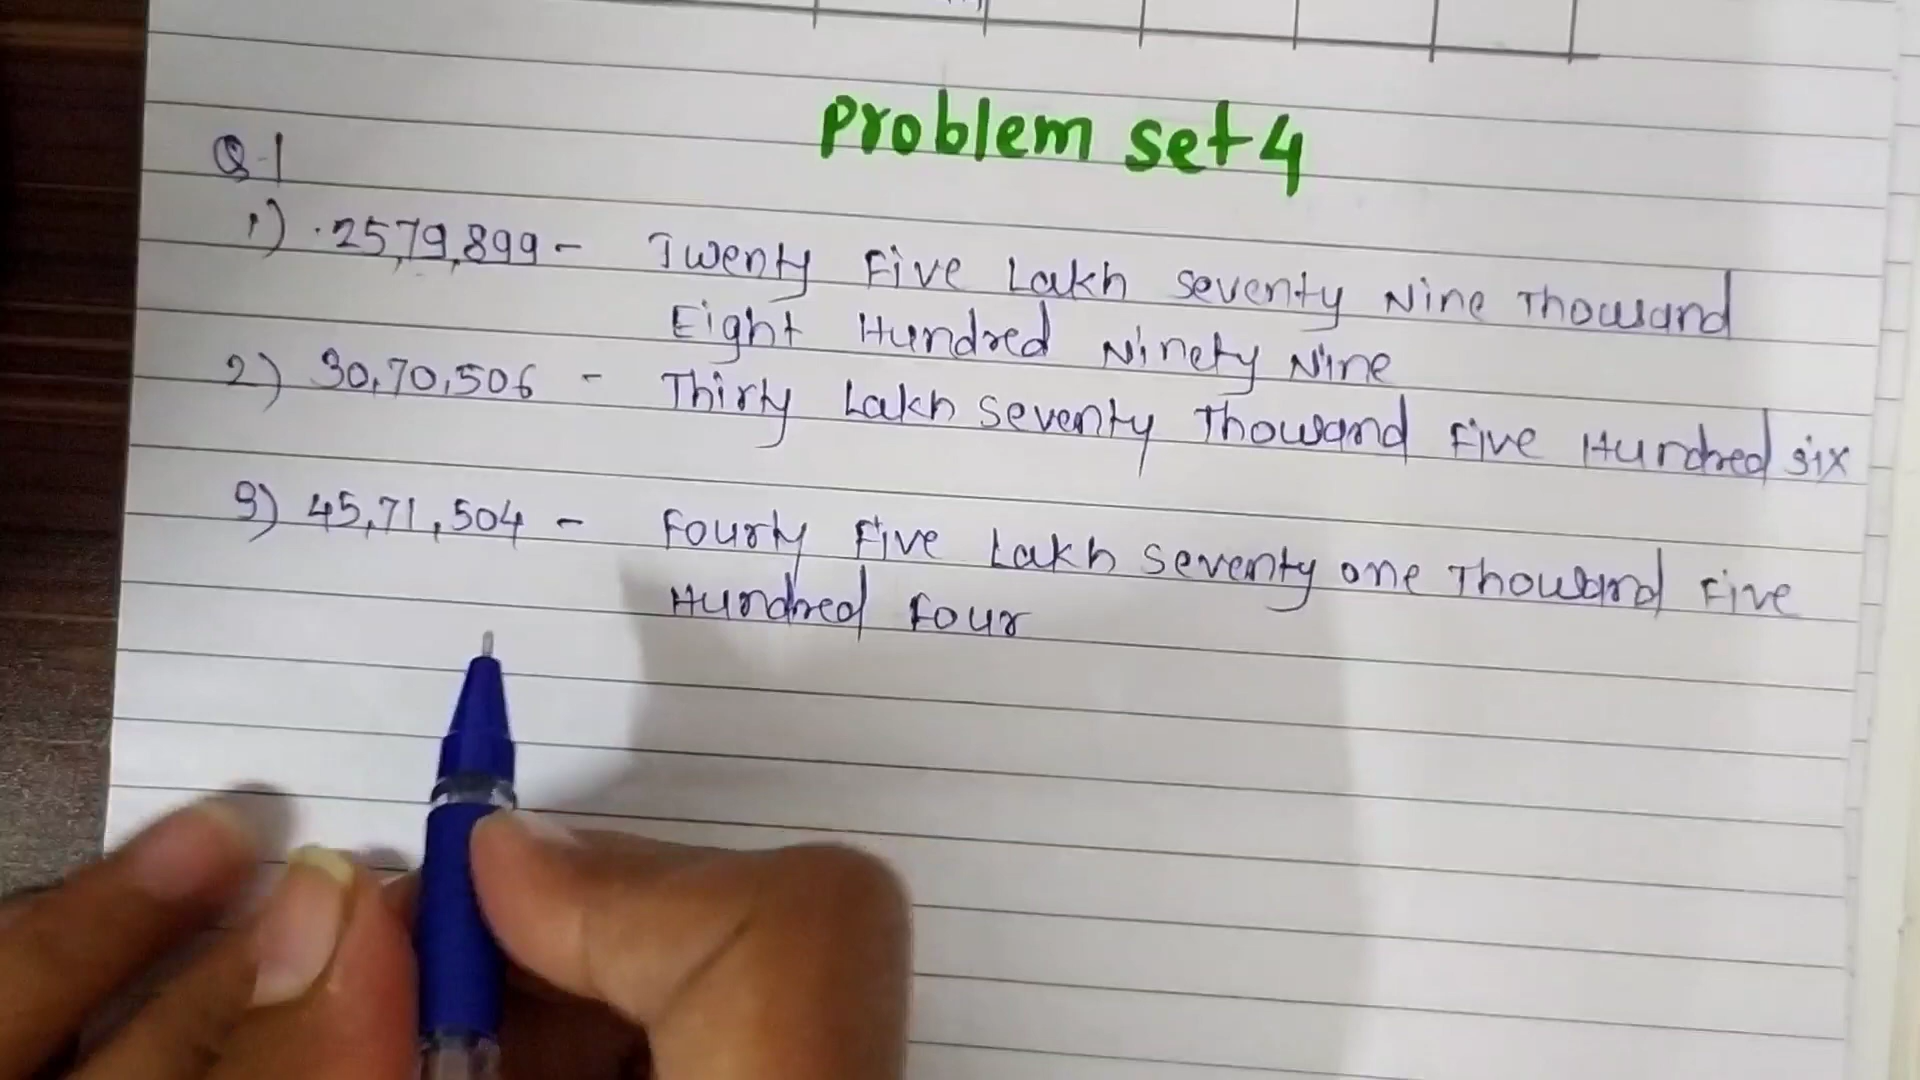 Problem set 4
Q-1
1) 25,79,899 - Twenty Five Lakh Seventy Nine Thousand
Eight Hundred Ninety Nine
2) 30,70,506 - Thirty Lakh Seventy Thousand Five Hundred six
3) 45,71,504 - Fourty Five Lakh Seventy one Thousand Five
Hundred Four